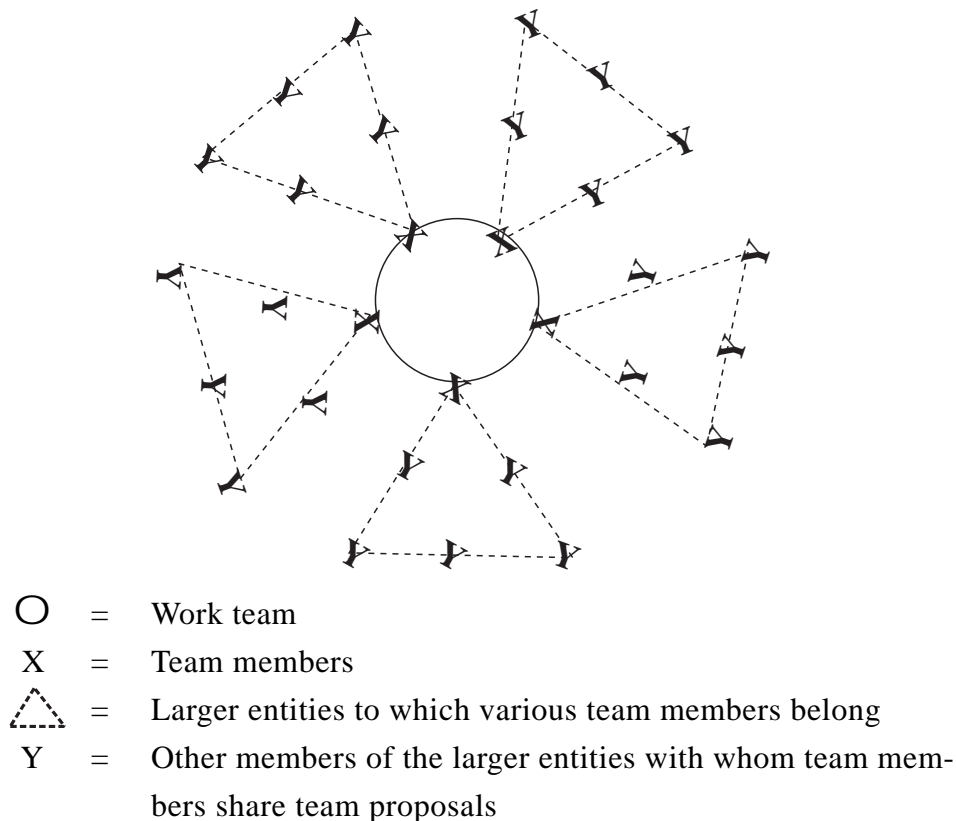 Y Y
Y Y
Y Y
Y Y
Y Y
X X
Y Y
Y Y
Y Y
X X
Y Y
Y Y
X
Y Y
Y Y
Y Y Y
O = Work team
X = Team members
= Larger entities to which various team members belong
Y = Other members of the larger entities with whom team mem-
bers share team proposals